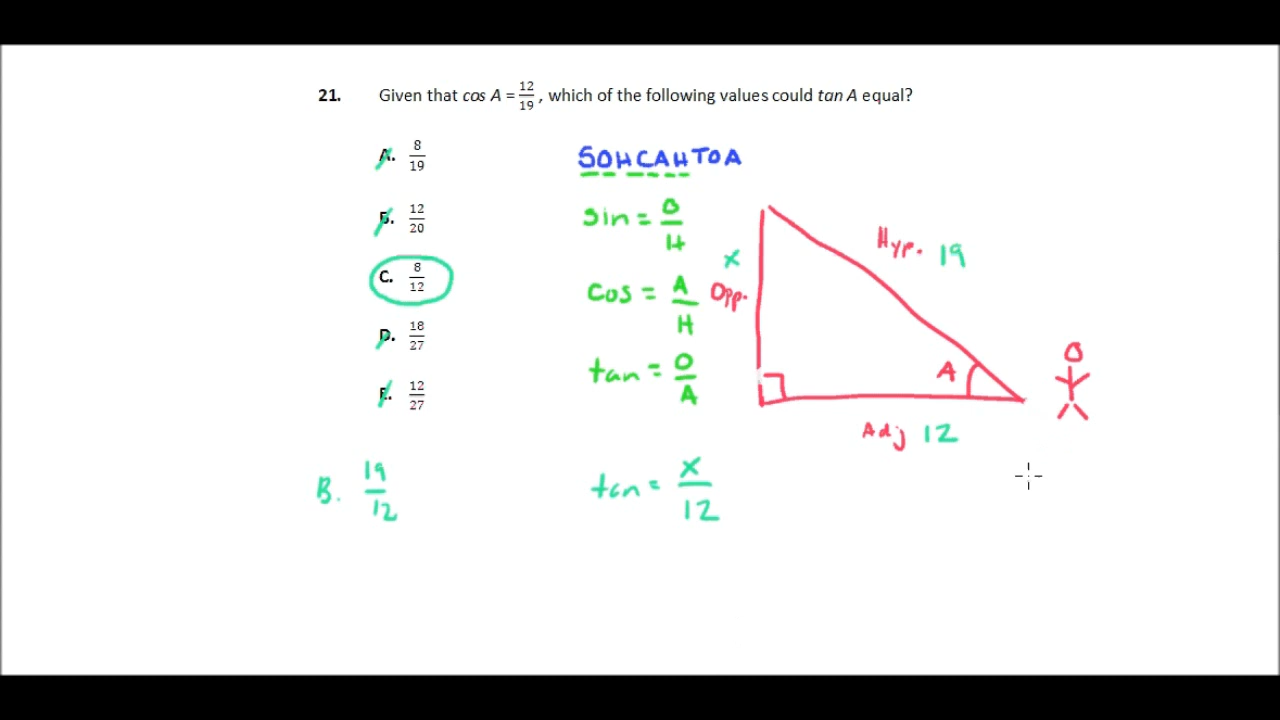 21. Given that cos A = 12/19, which of the following values could tan A equal?
A. 8/19
B. 12/20
C. 8/12
D. 18/27
E. 12/27
SOHCAHTOA
sin = O/H
cos = A/H
tan = O/A
x
Opp.
Hyp. 19
A
Adj 12
B. 19/12
tan = x/12